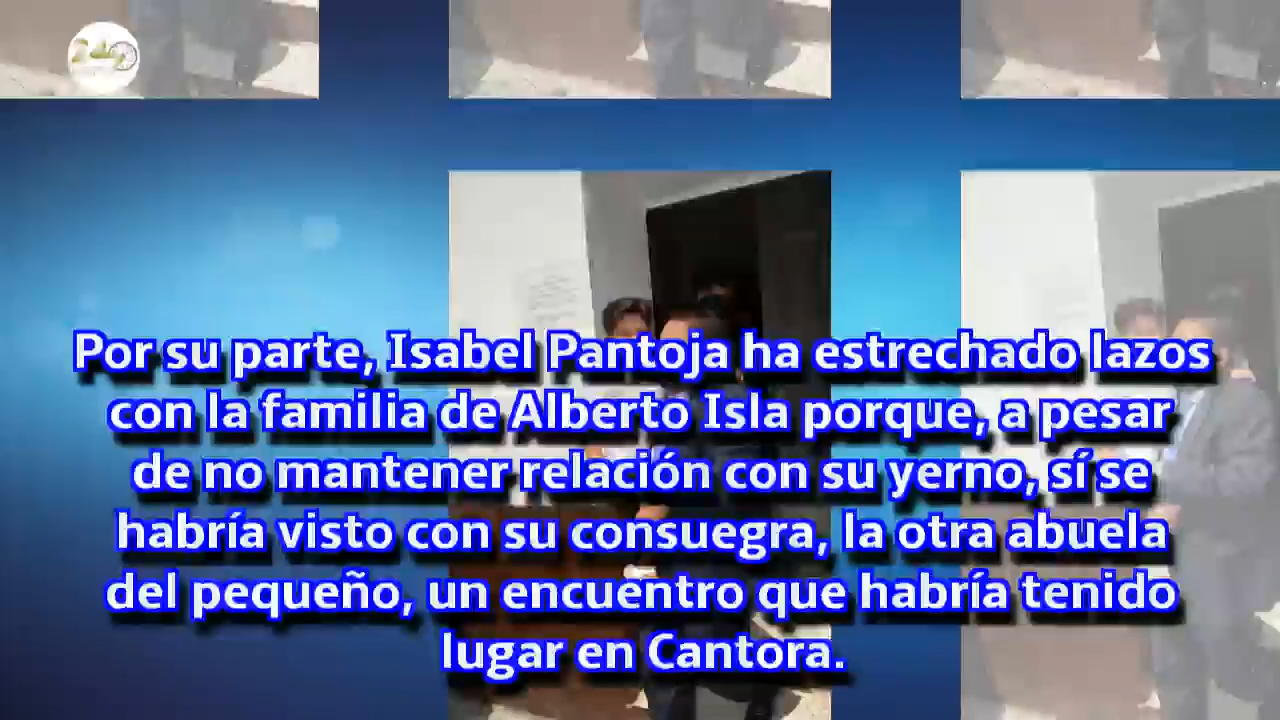 Por su parte, Isabel Pantoja ha estrechado lazos
con la familia de Alberto Isla porque, a pesar
de no mantener relación con su yerno, sí se
habría visto con su consuegra, la otra abuela
del pequeño, un encuentro que habría tenido
lugar en Cantora.